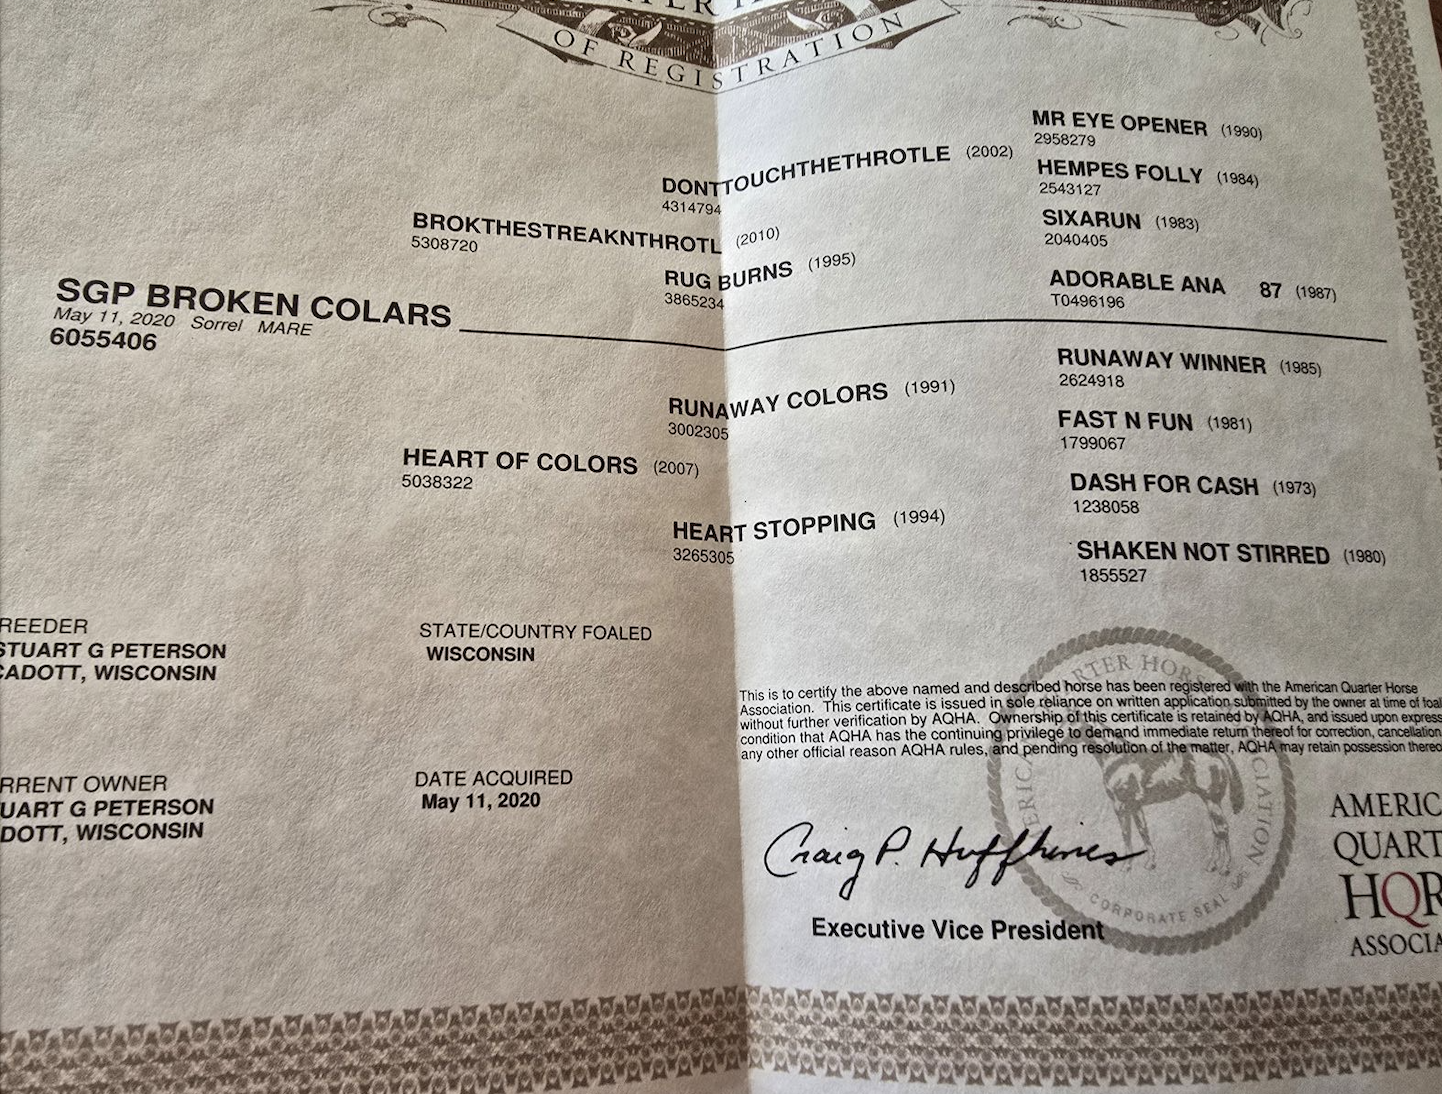 OF REGISTRATION
MR EYE OPENER (1990)
2958279
DONTTOUCHTHETHROTLE (2002)
4314794
HEMPES FOLLY (1984)
2543127
BROKTHESTREAKNTHROTL (2010)
5308720
SIXARUN (1983)
2040405
RUG BURNS (1995)
3865234
ADORABLE ANA 87 (1987)
T0496196
SGP BROKEN COLARS
May 11, 2020 Sorrel MARE
6055406
RUNAWAY WINNER (1985)
2624918
RUNAWAY COLORS (1991)
3002305
FAST N FUN (1981)
1799067
HEART OF COLORS (2007)
5038322
DASH FOR CASH (1973)
1238058
HEART STOPPING (1994)
3265305
SHAKEN NOT STIRRED (1980)
1855527
REEDER
STUART G PETERSON
CADOTT, WISCONSIN
STATE/COUNTRY FOALED
WISCONSIN
This is to certify the above named and described horse has been registered with the American Quarter Horse
Association. This certificate is issued in sole reliance on written application submitted by the owner at time of foal
without further verification by AQHA. Ownership of this certificate is retained by AQHA, and issued upon express
condition that AQHA has the continuing privilege to demand immediate return thereof for correction, cancellation
any other official reason AQHA rules, and pending resolution of the matter, AQHA may retain possession thereo
RRENT OWNER
UART G PETERSON
DOTT, WISCONSIN
DATE ACQUIRED
May 11, 2020
Craig P. Huffhines
Executive Vice President
ERICA
RTER HORS
OCIATION
CORPORATE SEAL
AMERIC
QUART
HOR
ASSOCIA